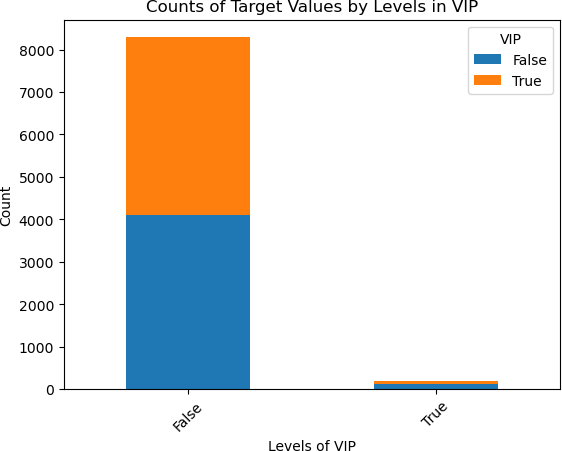 Counts of Target Values by Levels in VIP
VIP
False
True
8000
7000
6000
5000
4000
3000
2000
1000
0
Count
False
True
Levels of VIP